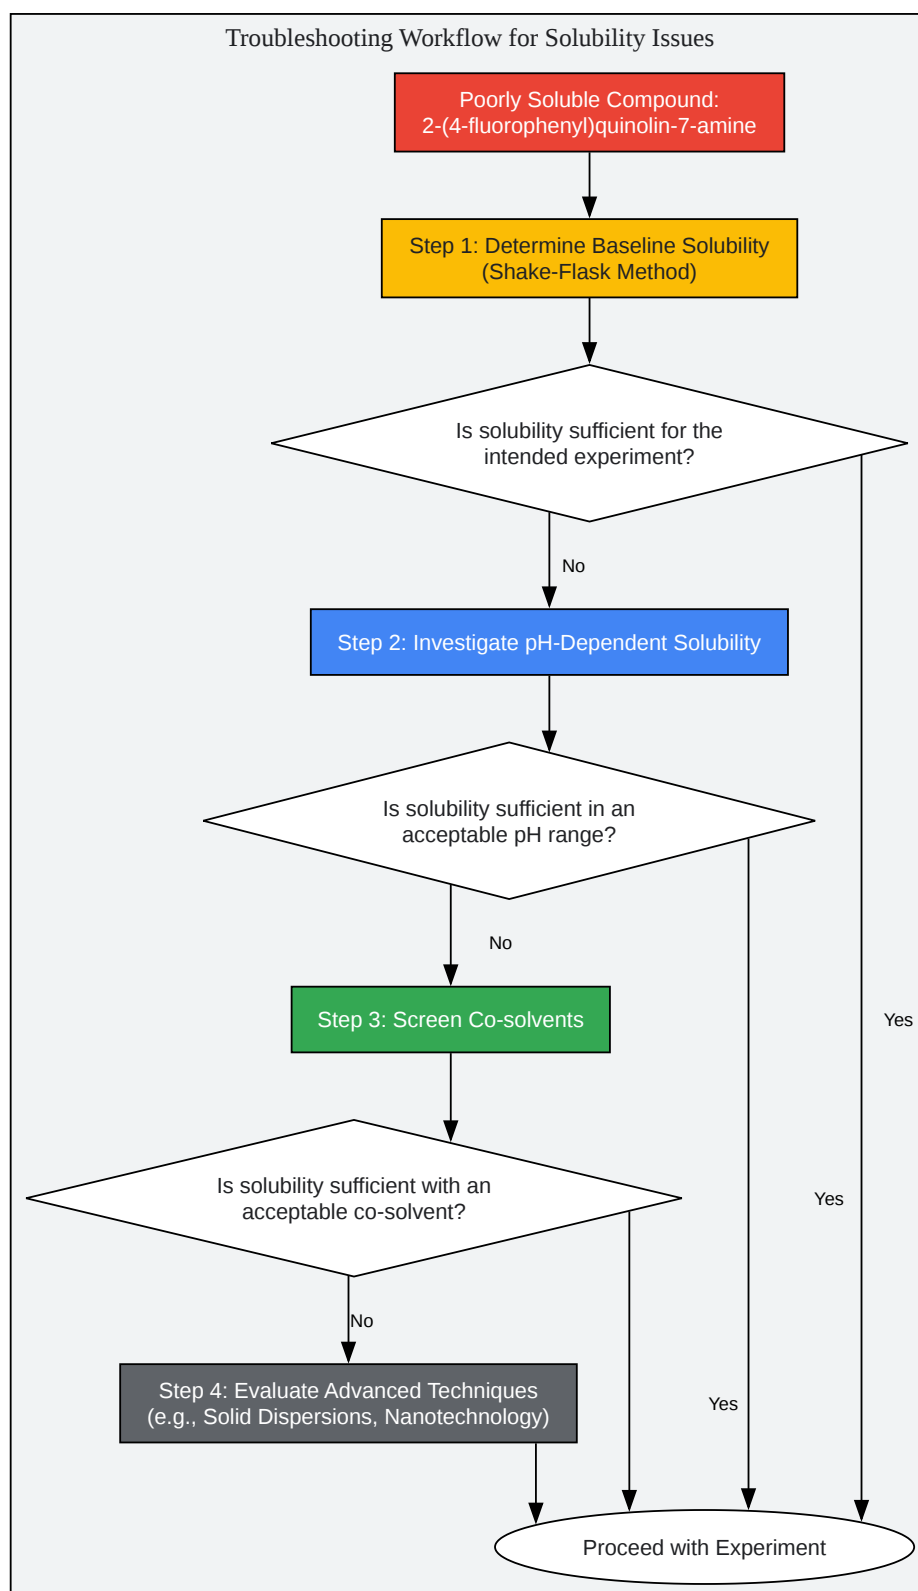 Troubleshooting Workflow for Solubility Issues
Poorly Soluble Compound:
2-(4-fluorophenyl)quinolin-7-amine
Step 1: Determine Baseline Solubility
(Shake-Flask Method)
Is solubility sufficient for the
intended experiment?
No
Step 2: Investigate pH-Dependent Solubility
Is solubility sufficient in an
acceptable pH range?
No
Step 3: Screen Co-solvents
Yes
Is solubility sufficient with an
acceptable co-solvent?
Yes
No
Step 4: Evaluate Advanced Techniques
(e.g., Solid Dispersions, Nanotechnology)
Yes
Proceed with Experiment